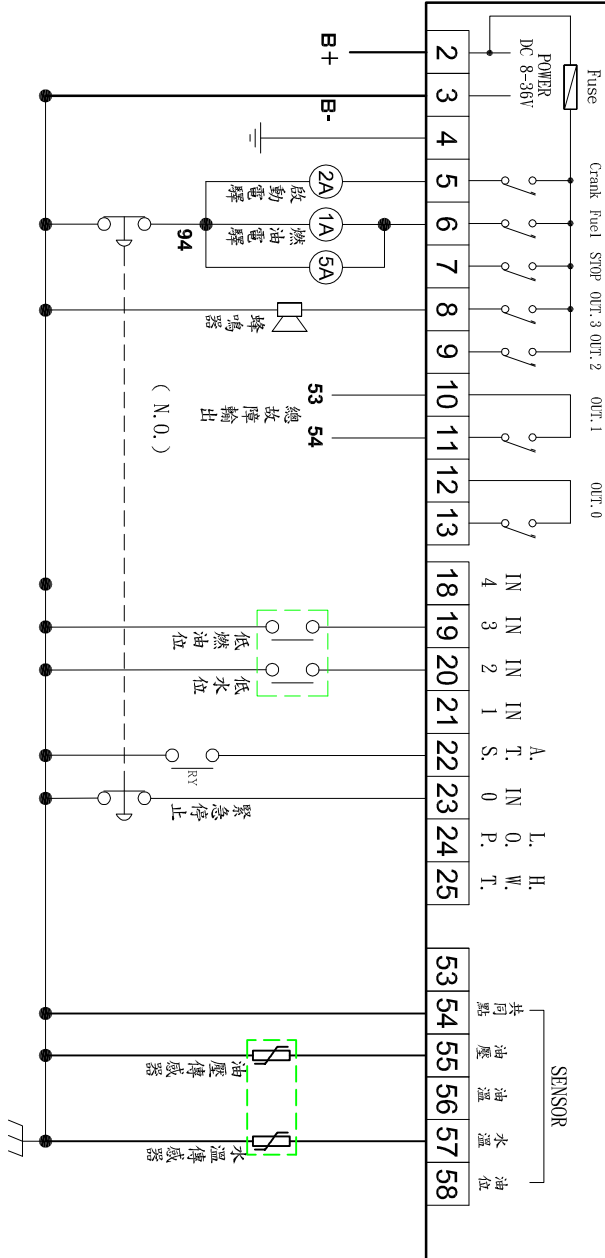 Fuse
POWER
DC 8-36V
Crank Fuel STOP OUT.3 OUT.2
OUT.1
OUT.0
2
3
4
5
6
7
8
9
10
11
12
13
B+
B-
2A
啟動電驛
1A
燃油電驛
5A
94
蜂鳴器
(N.O.)
53
54
總故障輸出
18
19
20
21
22
23
24
25
IN 4
IN 3
IN 2
IN 1
A.T.S.
IN 0
L.O.P.
H.W.T.
低燃油位
低水位
RY
緊急停止
53
54
55
56
57
58
共同點
油壓
油溫
水溫
油位
SENSOR
油壓傳感器
水溫傳感器